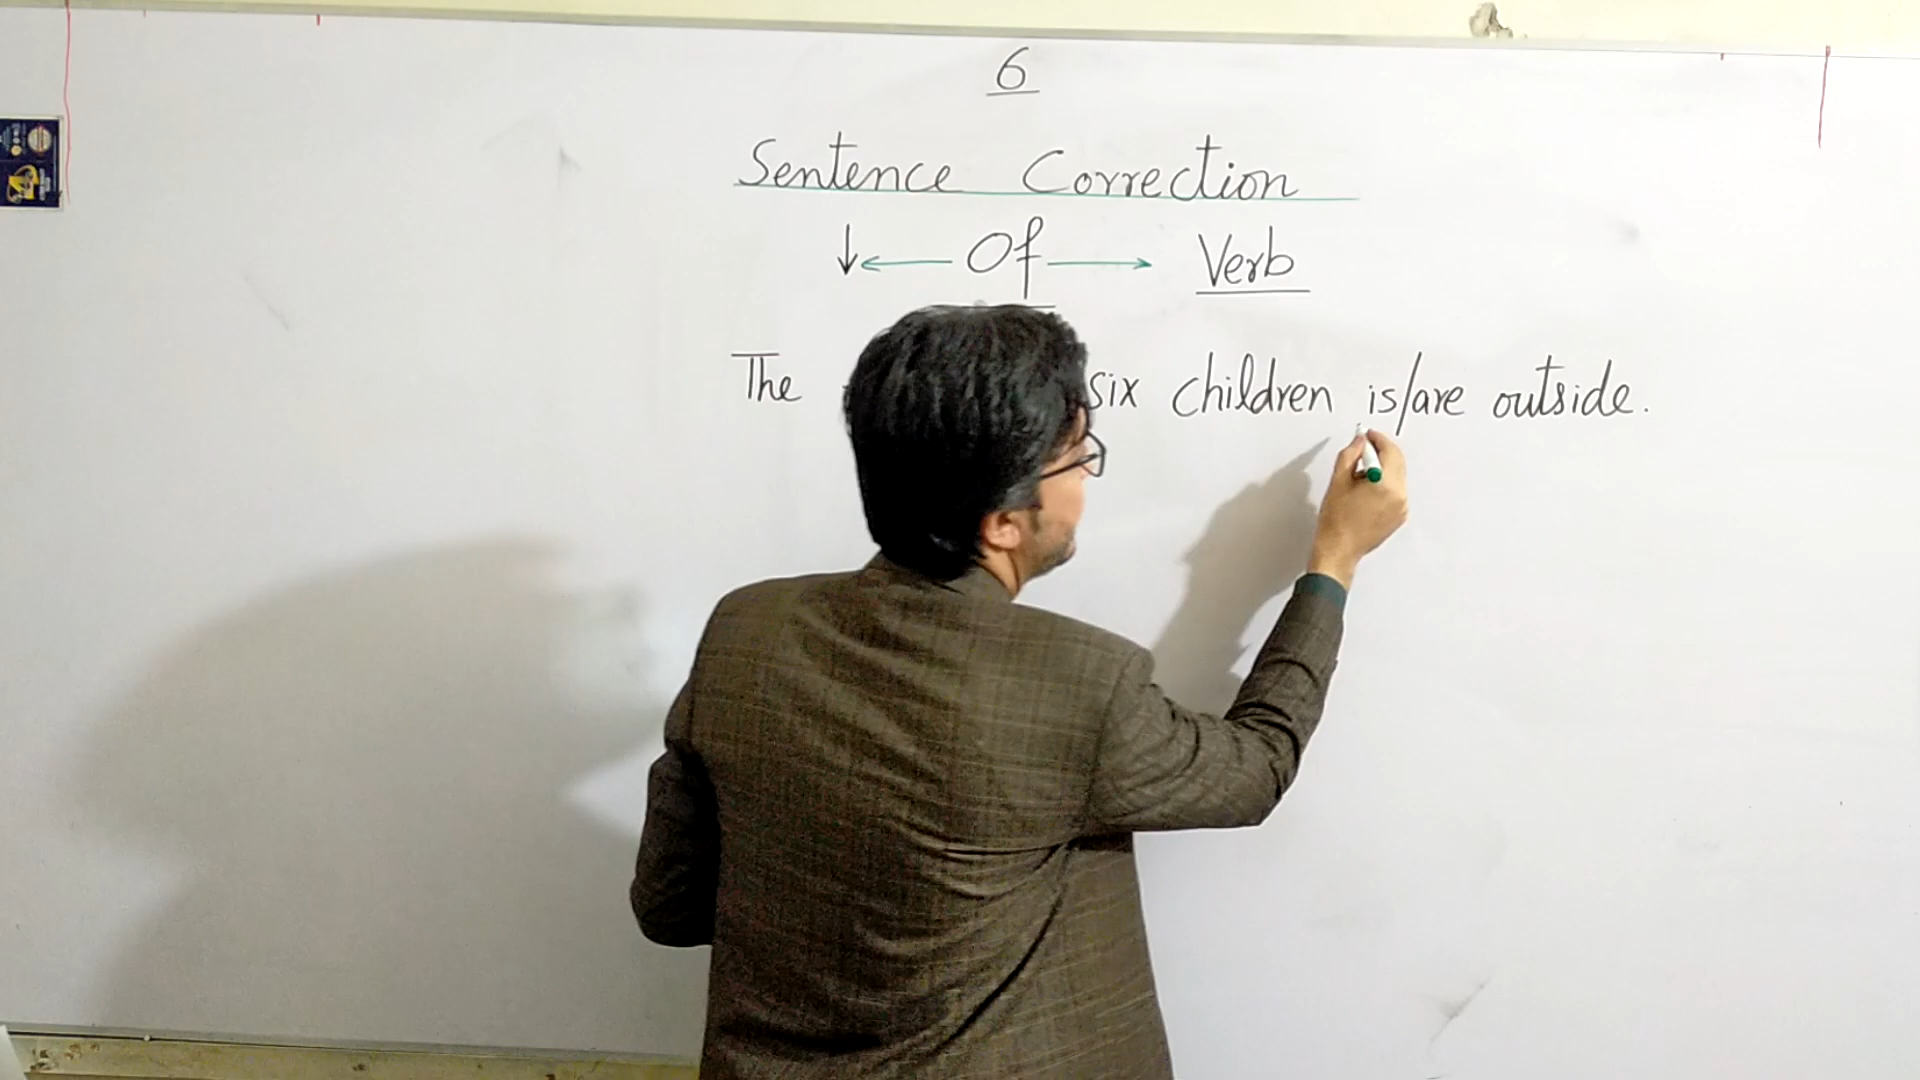 6
Sentence Correction
Of Verb
The six children is/are outside.